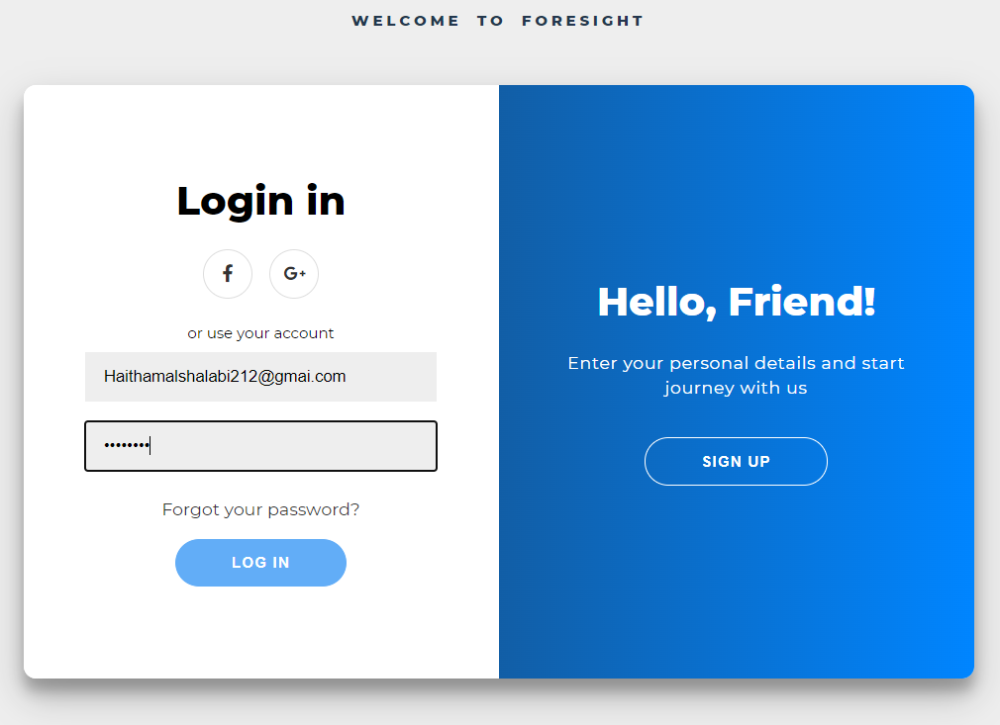 WELCOME TO FORESIGHT
Login in
f
G+
or use your account
Haithamalshalabi212@gmai.com
••••••••
Forgot your password?
LOG IN
Hello, Friend!
Enter your personal details and start
journey with us
SIGN UP